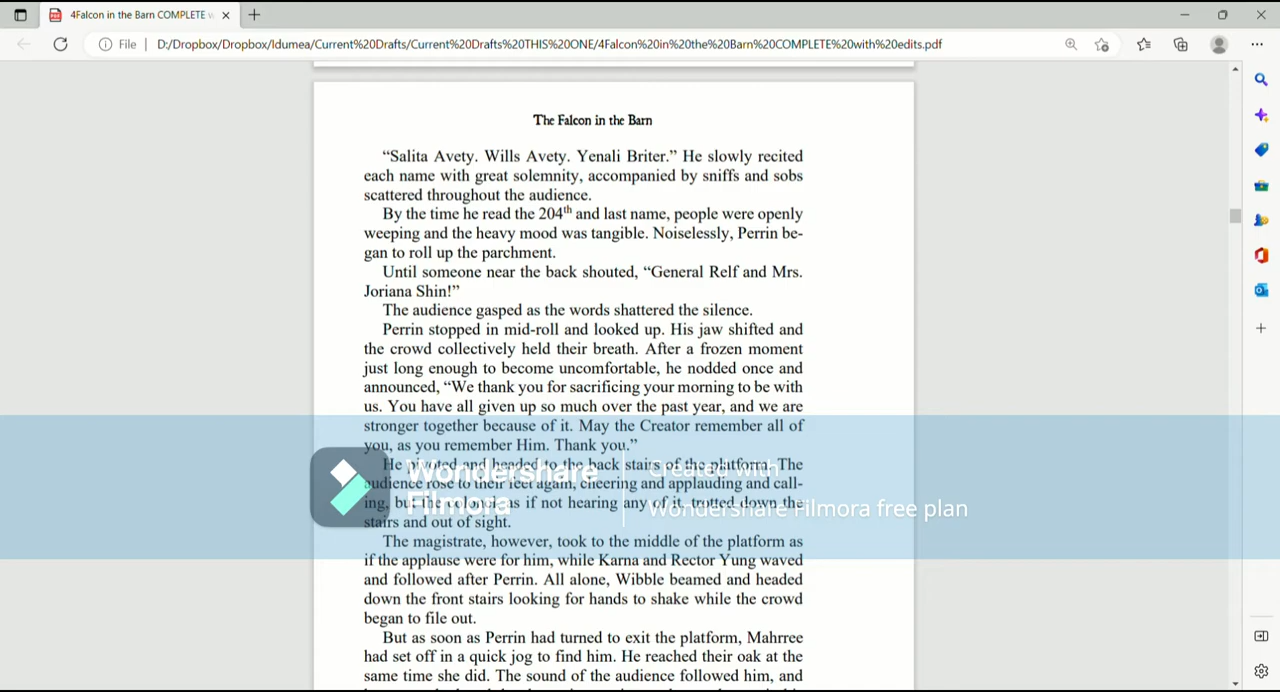 4Falcon in the Barn COMPLETE w
File
D:/Dropbox/Dropbox/Idumea/Current%20Drafts/Current%20Drafts%20THIS%20ONE/4Falcon%20in%20the%20Barn%20COMPLETE%20with%20edits.pdf
The Falcon in the Barn
“Salita Avety. Wills Avety. Yenali Briter.” He slowly recited
each name with great solemnity, accompanied by sniffs and sobs
scattered throughout the audience.
By the time he read the 204th and last name, people were openly
weeping and the heavy mood was tangible. Noiselessly, Perrin be-
gan to roll up the parchment.
Until someone near the back shouted, “General Relf and Mrs.
Joriana Shin!”
The audience gasped as the words shattered the silence.
Perrin stopped in mid-roll and looked up. His jaw shifted and
the crowd collectively held their breath. After a frozen moment
just long enough to become uncomfortable, he nodded once and
announced, “We thank you for sacrificing your morning to be with
us. You have all given up so much over the past year, and we are
stronger together because of it. May the Creator remember all of
you, as you remember Him. Thank you.”
He pivoted and headed to the back stairs of the platform. The
audience rose to their feet again, cheering and applauding and call-
ing, but the colonel, as if not hearing any of it, trotted down the
stairs and out of sight.
Wondershare
Filmora
Created with
Wondershare Filmora free plan
The magistrate, however, took to the middle of the platform as
if the applause were for him, while Karna and Rector Yung waved
and followed after Perrin. All alone, Wibble beamed and headed
down the front stairs looking for hands to shake while the crowd
began to file out.
But as soon as Perrin had turned to exit the platform, Mahrree
had set off in a quick jog to find him. He reached their oak at the
same time she did. The sound of the audience followed him, and